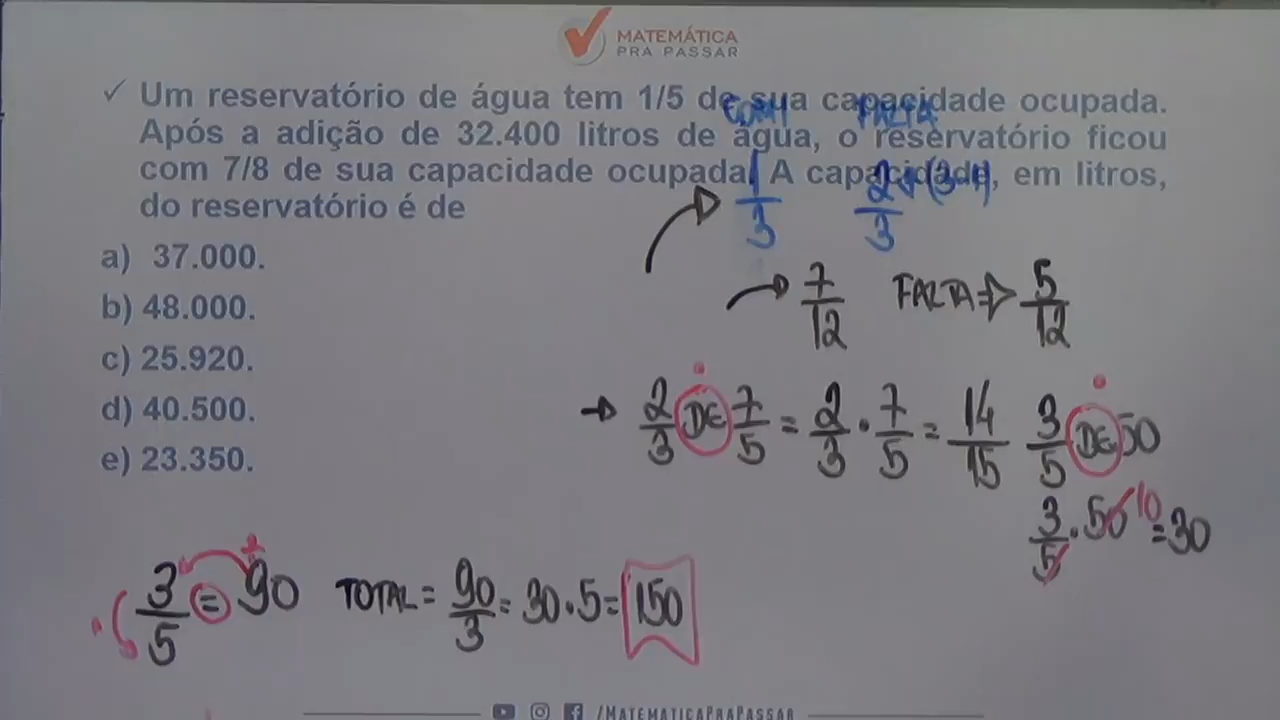 MATEMÁTICA
PRA PASSAR
✓ Um reservatório de água tem 1/5 de sua capacidade ocupada.
Após a adição de 32.400 litros de água, o reservatório ficou
com 7/8 de sua capacidade ocupada. A capacidade, em litros,
do reservatório é de
a) 37.000.
b) 48.000.
c) 25.920.
d) 40.500.
e) 23.350.
COMI FALTA
1/3 2/3 (3-1)
7/12 FALTA => 5/12
→ 2/3 DE 7/5 = 2/3 · 7/5 = 14/15
3/5 DE 50
3/5 · 50 10 = 30
3/5 = 90 TOTAL = 90/3 = 30 · 5 = 150
/MATEMATICAPRAPASSAR